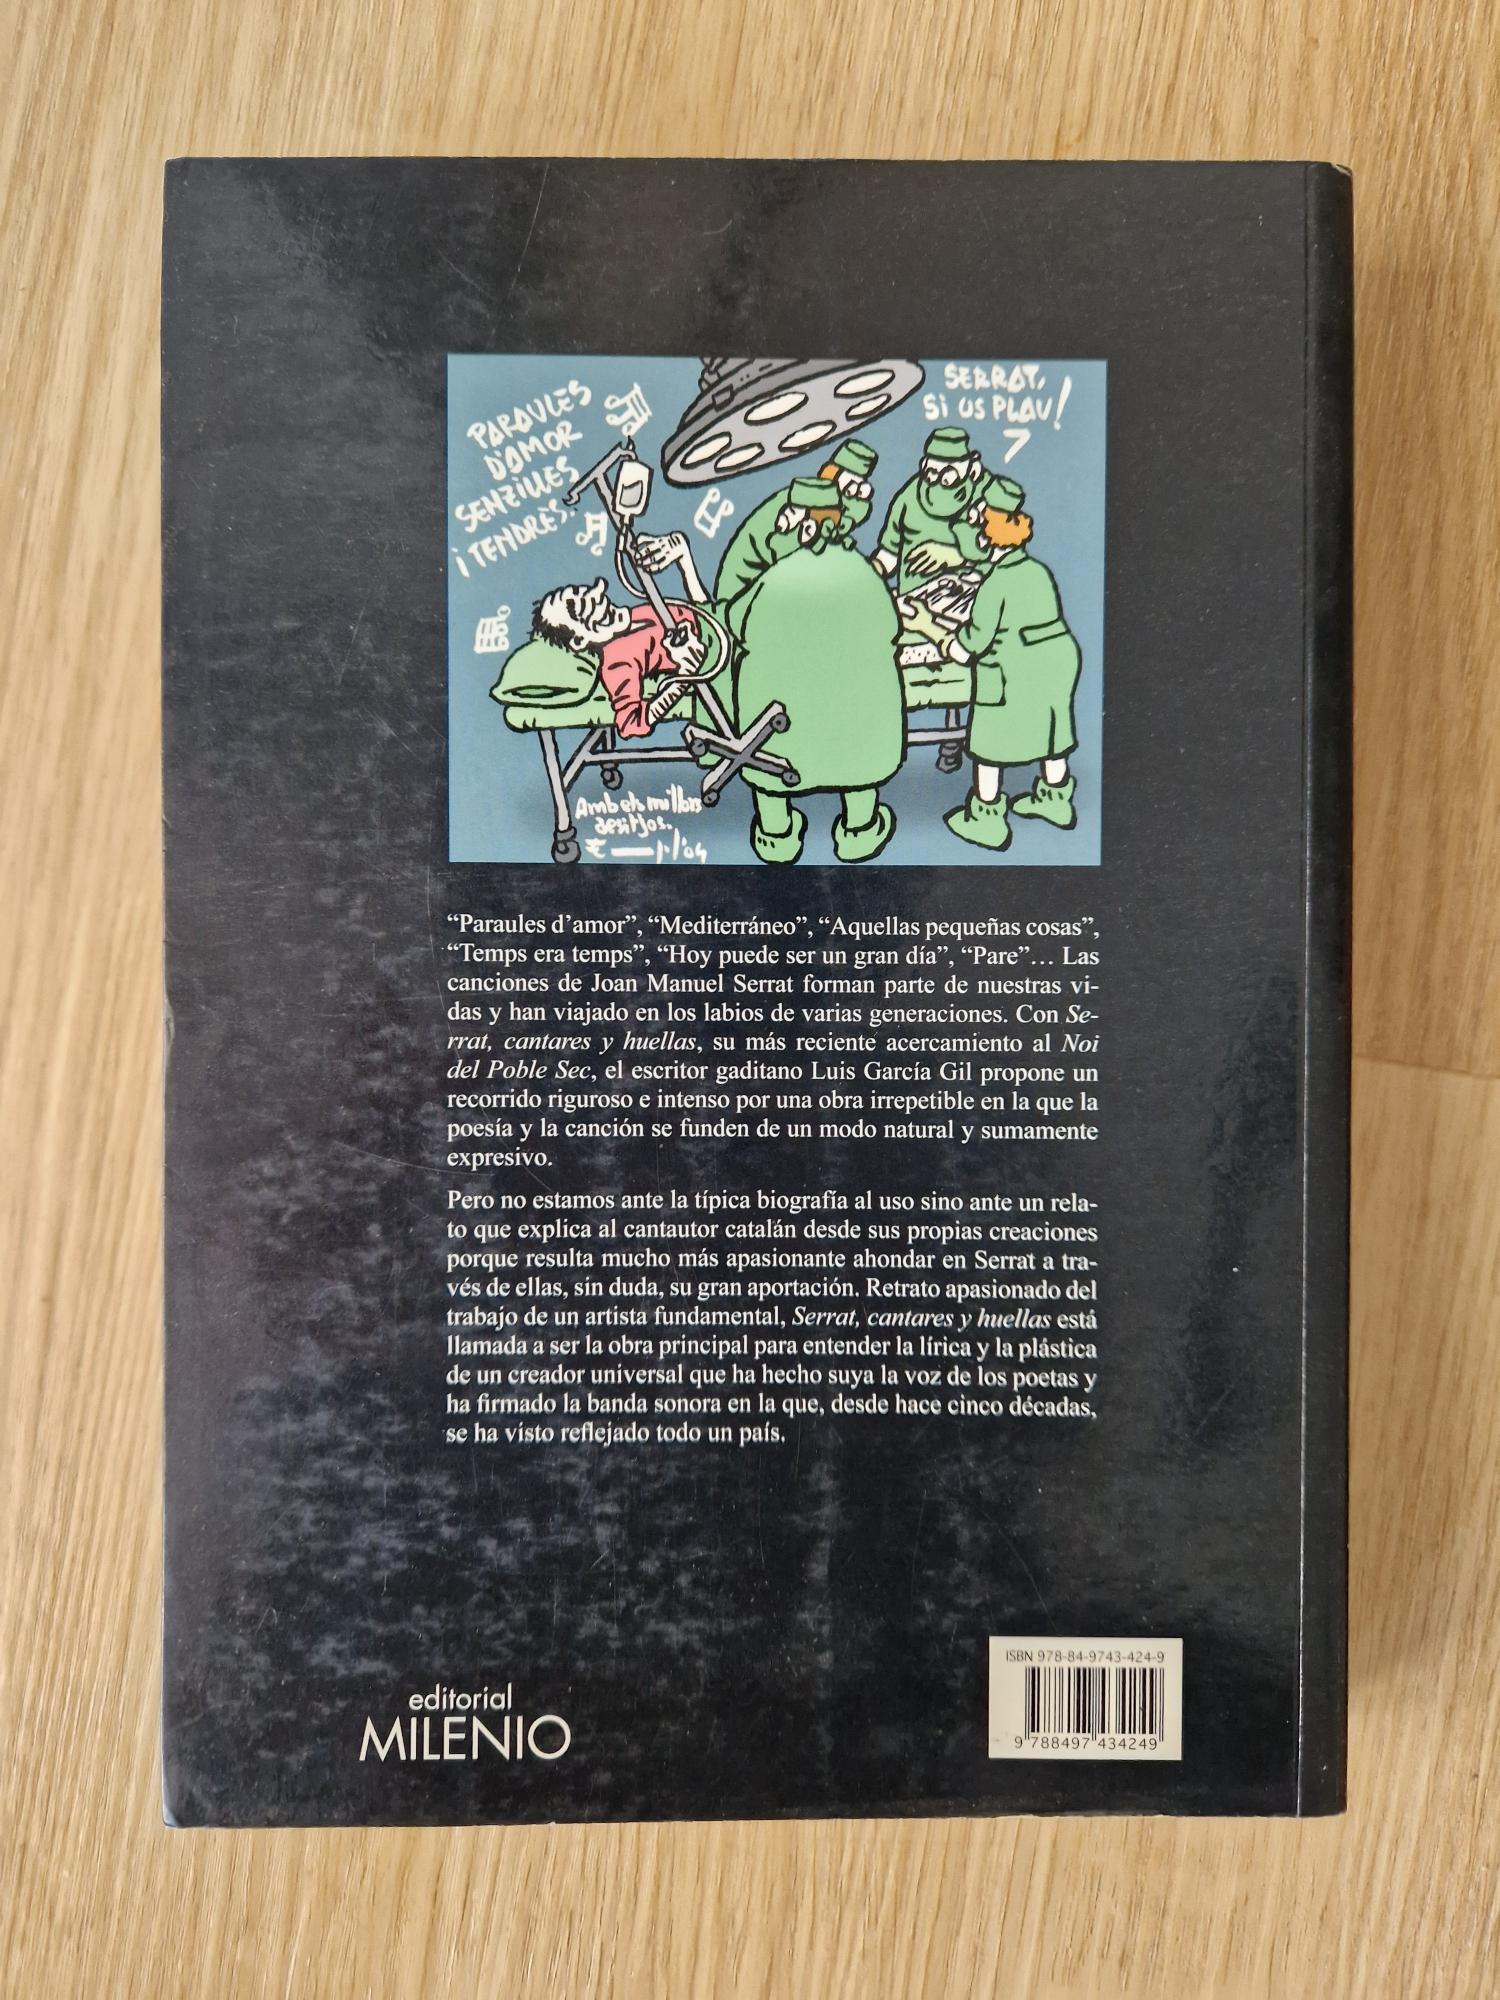 PARAULES
D'AMOR
SENZILLES
i TENDRES...
SERRAT,
Si US PLAU!
Amb els millors
desitjos.
“Paraules d’amor”, “Mediterráneo”, “Aquellas pequeñas cosas”,
“Temps era temps”, “Hoy puede ser un gran día”, “Pare”… Las
canciones de Joan Manuel Serrat forman parte de nuestras vi-
das y han viajado en los labios de varias generaciones. Con Se-
rrat, cantares y huellas, su más reciente acercamiento al Noi
del Poble Sec, el escritor gaditano Luis García Gil propone un
recorrido riguroso e intenso por una obra irrepetible en la que la
poesía y la canción se funden de un modo natural y sumamente
expresivo.
Pero no estamos ante la típica biografía al uso sino ante un rela-
to que explica al cantautor catalán desde sus propias creaciones
porque resulta mucho más apasionante ahondar en Serrat a tra-
vés de ellas, sin duda, su gran aportación. Retrato apasionado del
trabajo de un artista fundamental, Serrat, cantares y huellas está
llamada a ser la obra principal para entender la lírica y la plástica
de un creador universal que ha hecho suya la voz de los poetas y
ha firmado la banda sonora en la que, desde hace cinco décadas,
se ha visto reflejado todo un país.
editorial
MILENIO
ISBN 978-84-9743-424-9
9 788497 434249